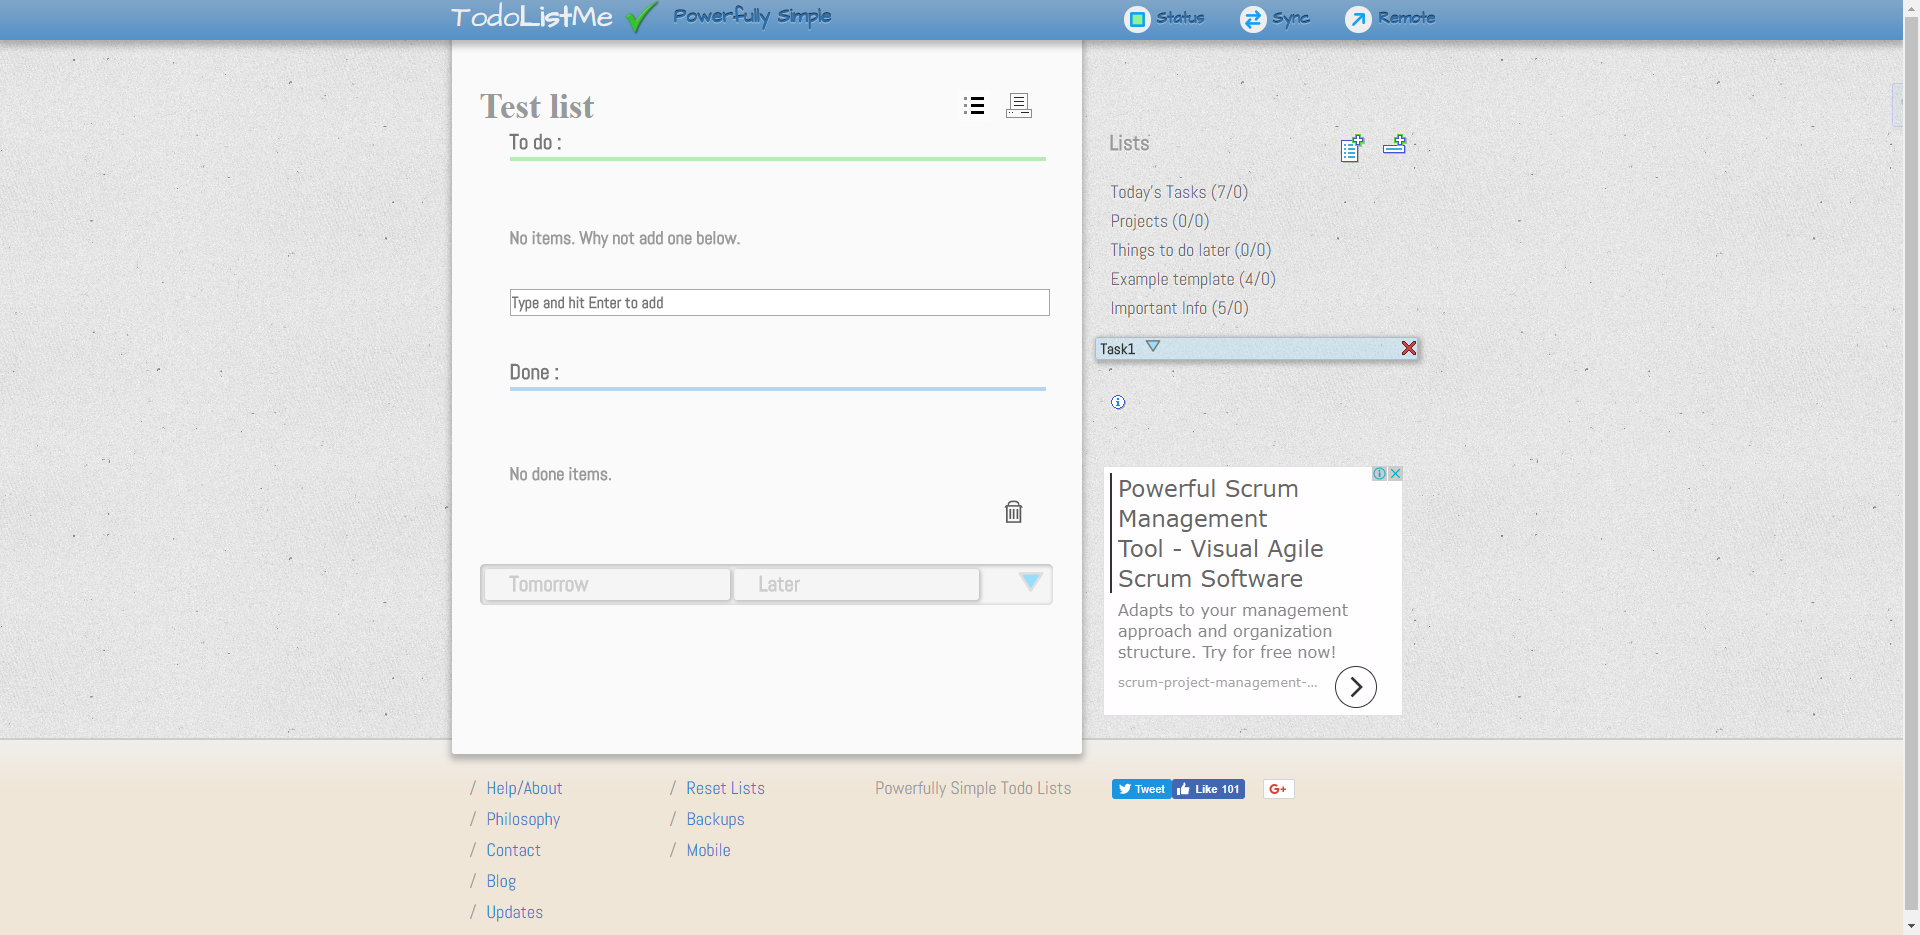 TodoListMe
Powerfully Simple
Status
Sync
Remote
Test list
To do :
No items. Why not add one below.
Type and hit Enter to add
Done :
No done items.
Tomorrow
Later
Lists
Today's Tasks (7/0)
Projects (0/0)
Things to do later (0/0)
Example template (4/0)
Important Info (5/0)
Task1
Powerful Scrum
Management
Tool - Visual Agile
Scrum Software
Adapts to your management
approach and organization
structure. Try for free now!
scrum-project-management-...
/ Help/About
/ Philosophy
/ Contact
/ Blog
/ Updates
/ Reset Lists
/ Backups
/ Mobile
Powerfully Simple Todo Lists
Tweet
Like 101
G+